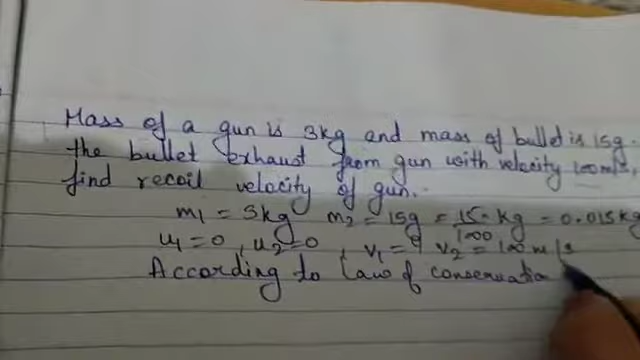 Mass of a gun is 3kg and mass of bullet is 15g.
the bullet exhaust from gun with velocity 100m/s,
find recoil velocity of gun.
m₁ = 3kg m₂ = 15g = 15/1000 kg = 0.015kg
u₁ = 0, u₂ = 0, v₁ = ? v₂ = 100 m/s
According to law of conservation